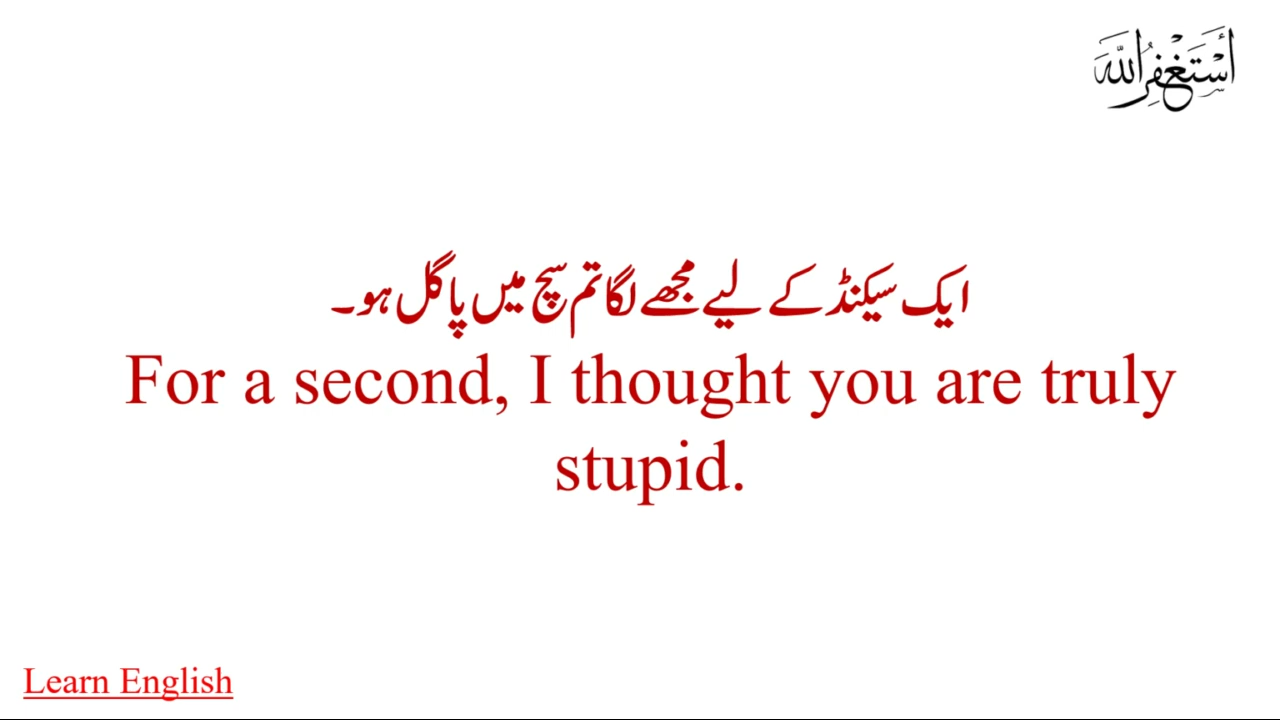 أَسْتَغْفِرُ اللّٰه
ایک سیکنڈ کے لیے مجھے لگا تم سچ میں پاگل ہو۔
For a second, I thought you are truly
stupid.
Learn English